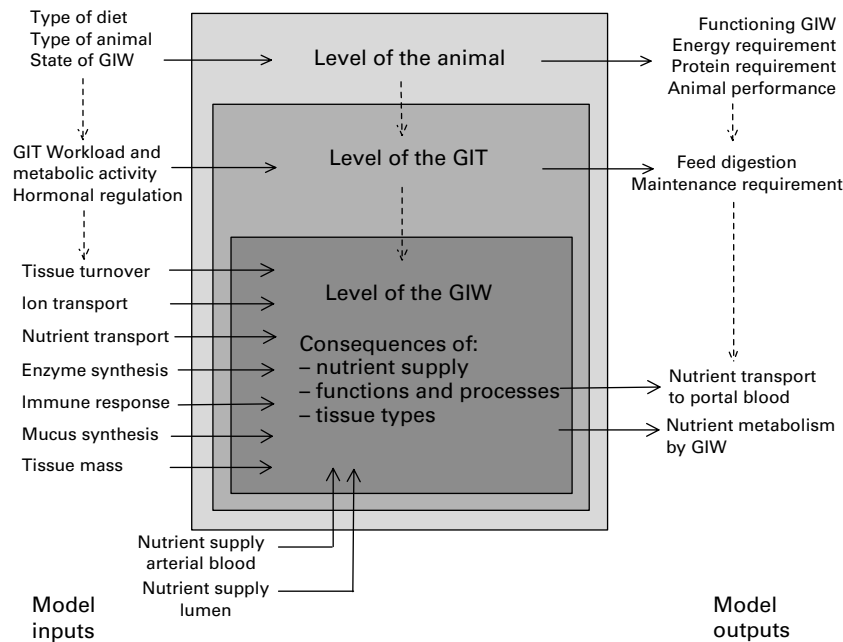 Type of diet
Type of animal
State of GIW
Level of the animal
Functioning GIW
Energy requirement
Protein requirement
Animal performance
GIT Workload and
metabolic activity
Hormonal regulation
Level of the GIT
Feed digestion
Maintenance requirement
Tissue turnover
Ion transport
Nutrient transport
Enzyme synthesis
Immune response
Mucus synthesis
Tissue mass
Level of the GIW
Consequences of:
– nutrient supply
– functions and processes
– tissue types
Nutrient transport
to portal blood
Nutrient metabolism
by GIW
Nutrient supply
arterial blood
Nutrient supply
lumen
Model
inputs
Model
outputs